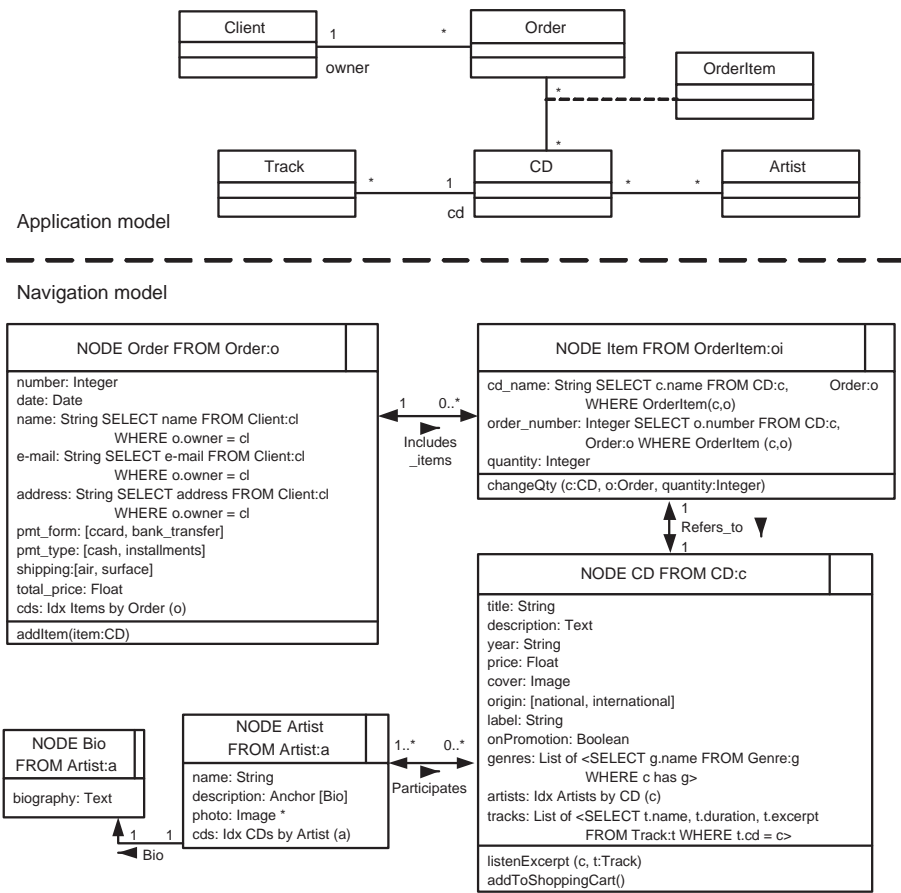 Client
Order
1
*
owner
OrderItem
*
*
Track
CD
Artist
*
1
*
*
cd
Application model
Navigation model
NODE Order FROM Order:o
number: Integer
date: Date
name: String SELECT name FROM Client:cl
WHERE o.owner = cl
e-mail: String SELECT e-mail FROM Client:cl
WHERE o.owner = cl
address: String SELECT address FROM Client:cl
WHERE o.owner = cl
pmt_form: [ccard, bank_transfer]
pmt_type: [cash, installments]
shipping:[air, surface]
total_price: Float
cds: Idx Items by Order (o)
addItem(item:CD)
1 0..*
Includes
_items
NODE Item FROM OrderItem:oi
cd_name: String SELECT c.name FROM CD:c, Order:o
WHERE OrderItem(c,o)
order_number: Integer SELECT o.number FROM CD:c,
Order:o WHERE OrderItem (c,o)
quantity: Integer
changeQty (c:CD, o:Order, quantity:Integer)
1
Refers_to
1
NODE CD FROM CD:c
title: String
description: Text
year: String
price: Float
cover: Image
origin: [national, international]
label: String
onPromotion: Boolean
genres: List of <SELECT g.name FROM Genre:g
WHERE c has g>
artists: Idx Artists by CD (c)
tracks: List of <SELECT t.name, t.duration, t.excerpt
FROM Track:t WHERE t.cd = c>
listenExcerpt (c, t:Track)
addToShoppingCart()
NODE Bio
FROM Artist:a
biography: Text
1 1
Bio
NODE Artist
FROM Artist:a
name: String
description: Anchor [Bio]
photo: Image *
cds: Idx CDs by Artist (a)
1..* 0..*
Participates